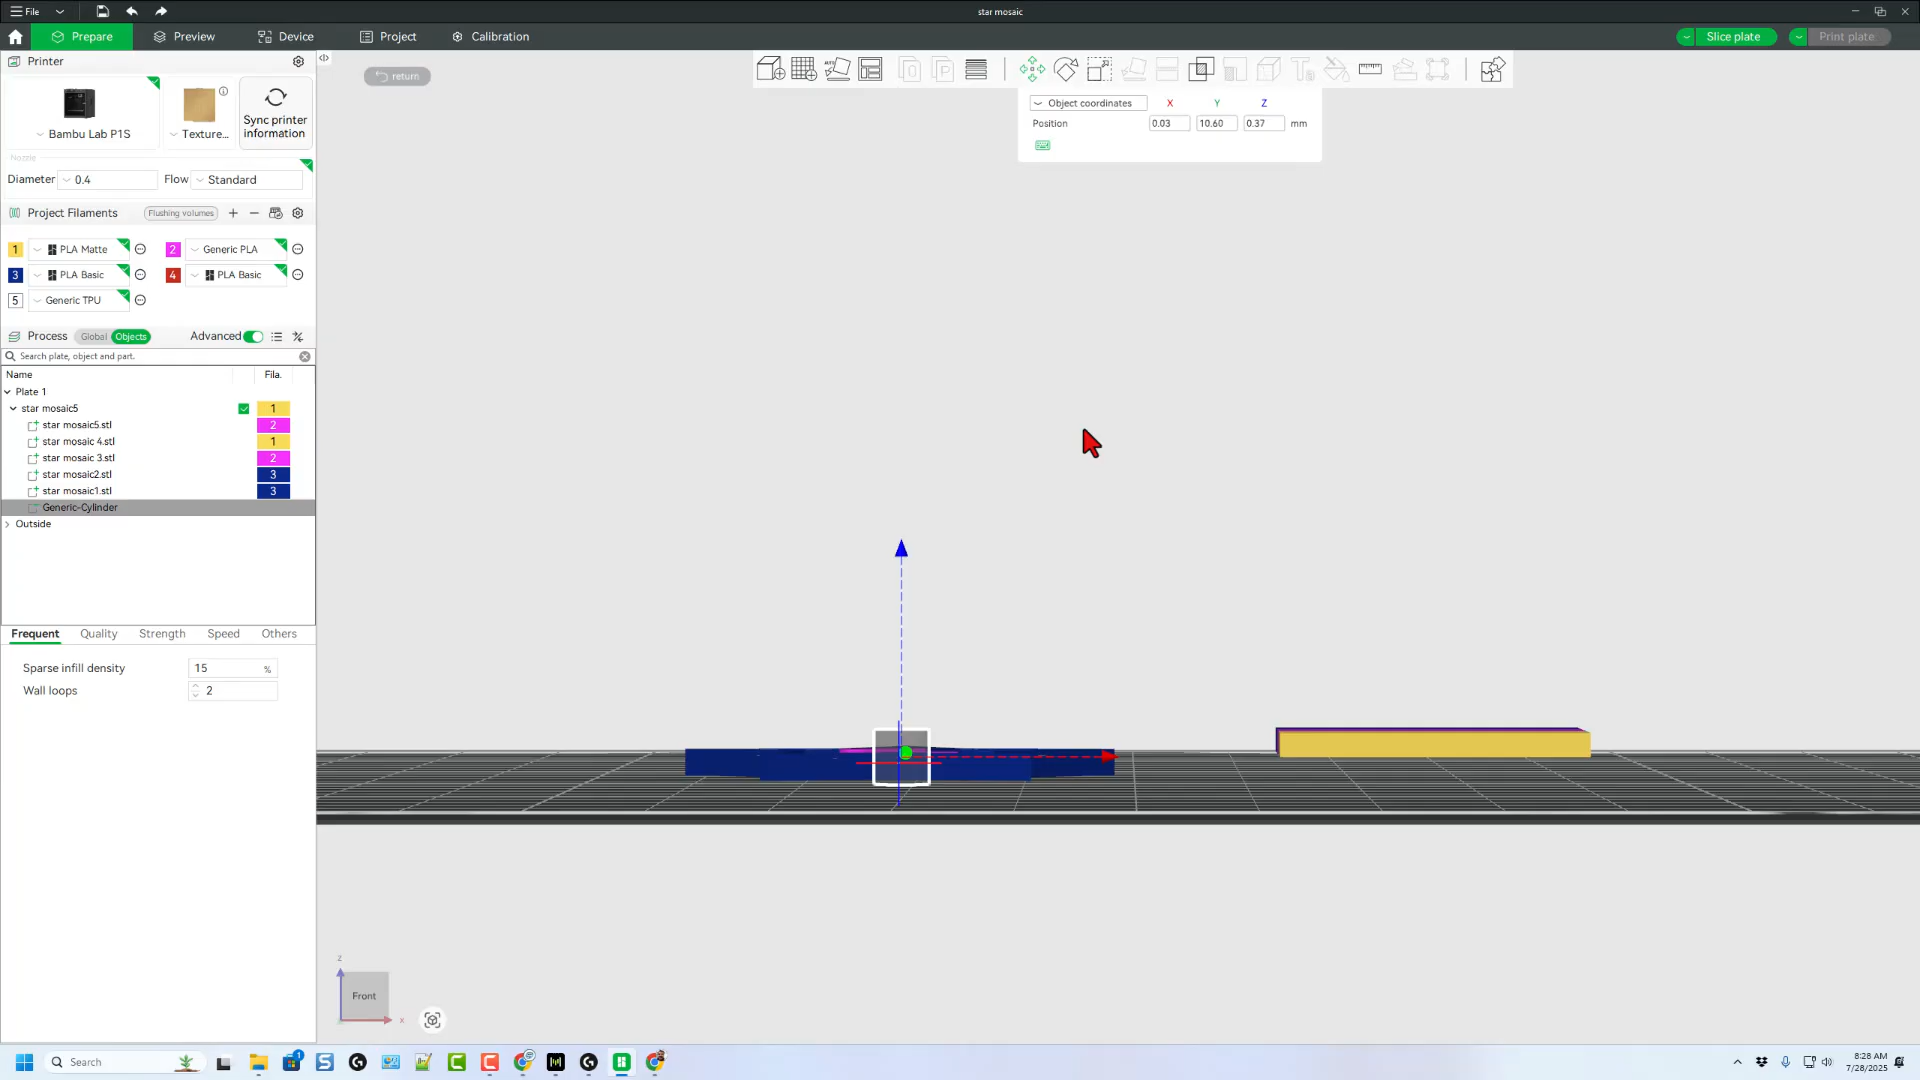 File
star mosaic
Prepare
Preview
Device
Project
Calibration
Slice plate
Print plate
Printer
return
Bambu Lab P1S
Texture...
Sync printer
information
Nozzle
Diameter
0.4
Flow
Standard
Project Filaments
Flushing volumes
1 PLA Matte
2 Generic PLA
3 PLA Basic
4 PLA Basic
5 Generic TPU
Process
Global
Objects
Advanced
Search plate, object and part.
Name
Fila.
Plate 1
star mosaic5 1
star mosaic5.stl 2
star mosaic 4.stl 1
star mosaic 3.stl 2
star mosaic2.stl 3
star mosaic1.stl 3
Generic-Cylinder
Outside
Frequent
Quality
Strength
Speed
Others
Sparse infill density
15 %
Wall loops
2
Object coordinates
X
Y
Z
Position
0.03
10.60
0.37
mm
z
Front
x
Search
8:28 AM
7/28/2025